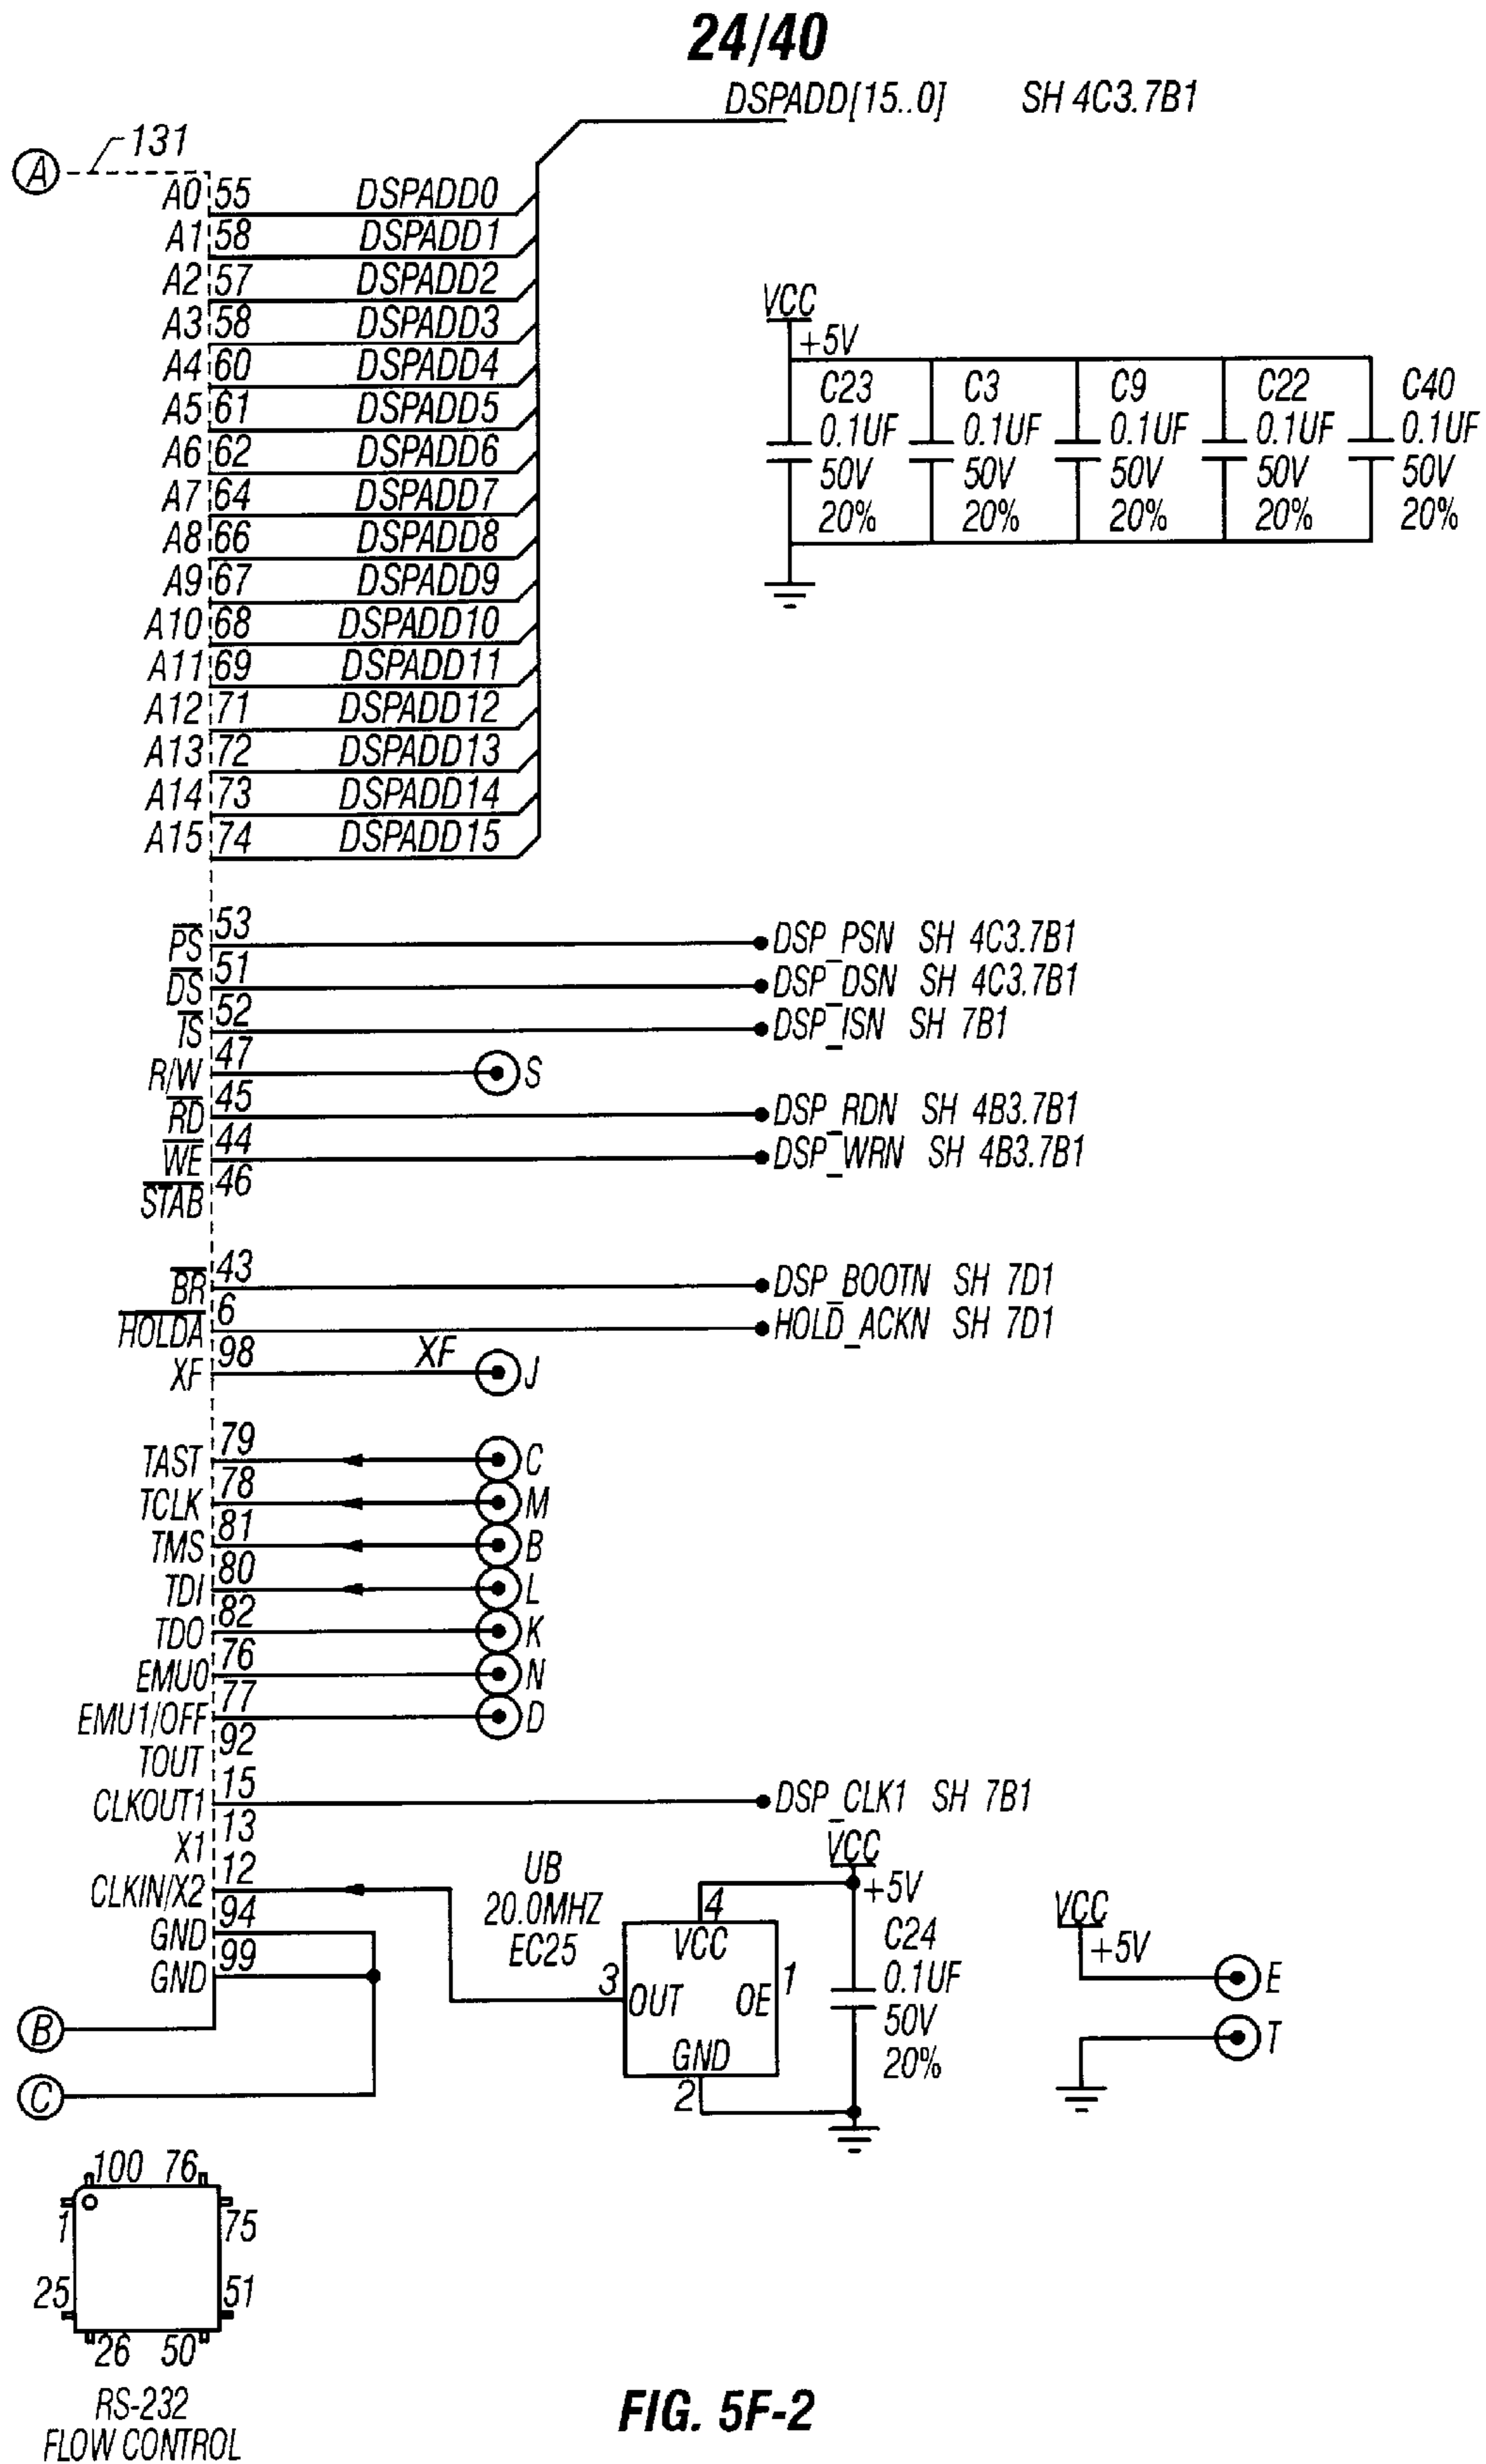 24/40
DSPADD[15..0] SH 4C3.7B1
131
A
A0 55 DSPADD0
A1 58 DSPADD1
A2 57 DSPADD2
A3 58 DSPADD3
A4 60 DSPADD4
A5 61 DSPADD5
A6 62 DSPADD6
A7 64 DSPADD7
A8 66 DSPADD8
A9 67 DSPADD9
A10 68 DSPADD10
A11 69 DSPADD11
A12 71 DSPADD12
A13 72 DSPADD13
A14 73 DSPADD14
A15 74 DSPADD15
VCC
+5V
C23 C3 C9 C22 C40
0.1UF 0.1UF 0.1UF 0.1UF 0.1UF
50V 50V 50V 50V 50V
20% 20% 20% 20% 20%
PS 53 DSP_PSN SH 4C3.7B1
DS 51 DSP_DSN SH 4C3.7B1
IS 52 DSP_ISN SH 7B1
R/W 47 S
RD 45 DSP_RDN SH 4B3.7B1
WE 44 DSP_WRN SH 4B3.7B1
STAB 46
BR 43 DSP_BOOTN SH 7D1
HOLDA 6 HOLD_ACKN SH 7D1
XF 98 XF J
TAST 79 C
TCLK 78 M
TMS 81 B
TDI 80 L
TDO 82 K
EMU0 76 N
EMU1/OFF 77 D
TOUT 92
CLKOUT1 15 DSP_CLK1 SH 7B1
X1 13
CLKIN/X2 12
GND 94
GND 99
B
C
UB
20.0MHZ
EC25
4
VCC
3 OUT OE 1
GND
2
VCC
+5V
C24
0.1UF
50V
20%
VCC
+5V
E
T
100 76
1 75
25 51
26 50
RS-232
FLOW CONTROL
FIG. 5F-2